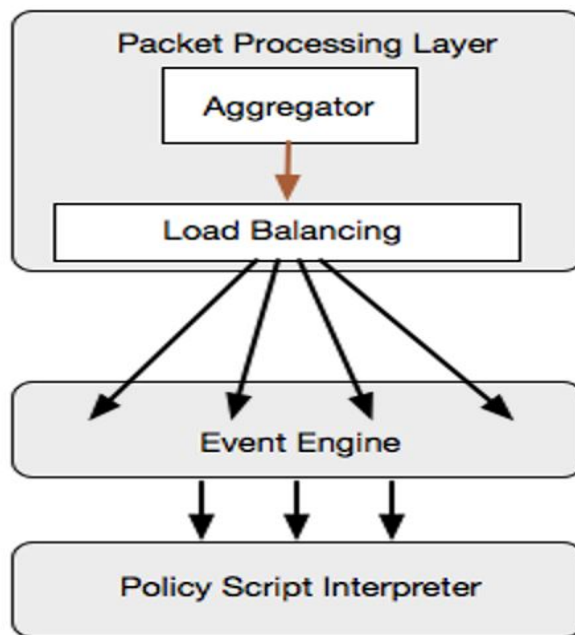 Packet Processing Layer
Aggregator
Load Balancing
Event Engine
Policy Script Interpreter